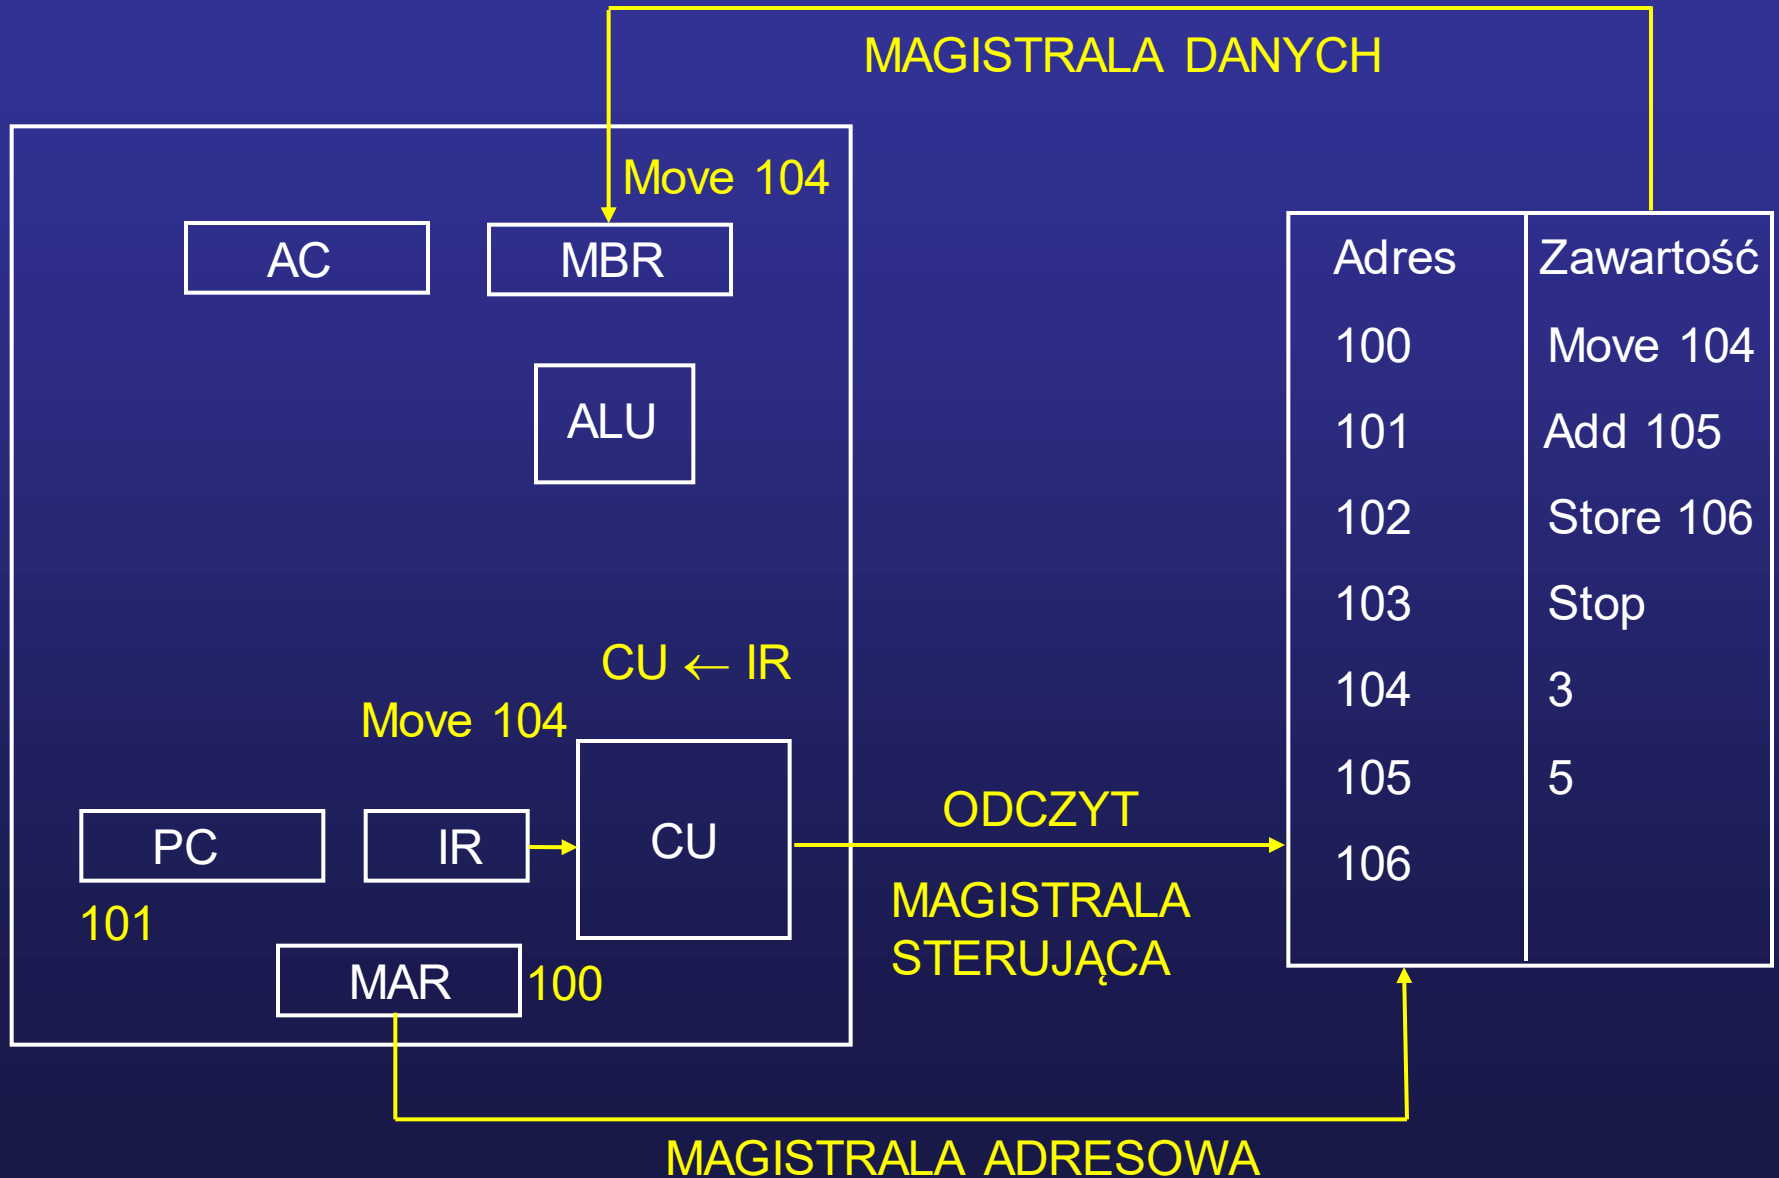 MAGISTRALA DANYCH
Move 104
AC
MBR
ALU
CU ← IR
Move 104
PC
IR
CU
101
MAR
100
ODCZYT
MAGISTRALA
STERUJĄCA
MAGISTRALA ADRESOWA
Adres Zawartość
100 Move 104
101 Add 105
102 Store 106
103 Stop
104 3
105 5
106